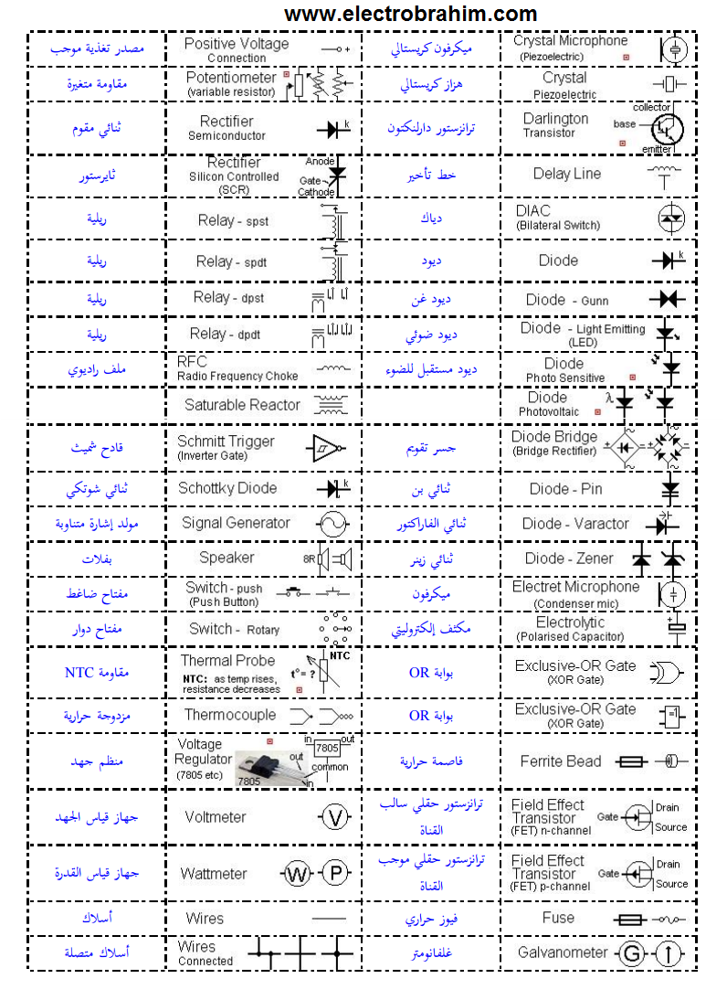 www.electrobrahim.com
مصدر تغذية موجب
Positive Voltage
Connection
+
ميكرفون كريستالي
Crystal Microphone
(Piezoelectric)
مقاومة متغيرة
Potentiometer
(variable resistor)
هزاز كريستالي
Crystal
Piezoelectric
ثنائي مقوم
Rectifier
Semiconductor
k
ترانزستور دارلنكتون
Darlington
Transistor
collector
base
emitter
ثايرستور
Rectifier
Silicon Controlled
(SCR)
Anode
Gate
Cathode
خط تأخير
Delay Line
ريلية
Relay - spst
دياك
DIAC
(Bilateral Switch)
ريلية
Relay - spdt
ديود
Diode
k
ريلية
Relay - dpst
ديود غن
Diode - Gunn
ريلية
Relay - dpdt
ديود ضوئي
Diode - Light Emitting
(LED)
ملف راديوي
RFC
Radio Frequency Choke
ديود مستقبل للضوء
Diode
Photo Sensitive
Saturable Reactor
Diode
Photovoltaic
λ
قادح شميث
Schmitt Trigger
(Inverter Gate)
جسر تقويم
Diode Bridge
(Bridge Rectifier)
+ − + −
ثنائي شوتكي
Schottky Diode
k
ثنائي بن
Diode - Pin
مولد إشارة متناوبة
Signal Generator
ثنائي الفاراكتور
Diode - Varactor
بفلات
Speaker
8R
ثنائي زينر
Diode - Zener
مفتاح ضاغط
Switch - push
(Push Button)
ميكرفون
Electret Microphone
(Condenser mic)
مفتاح دوار
Switch - Rotary
مكثف إلكتروليتي
Electrolytic
(Polarised Capacitor)
+
مقاومة NTC
Thermal Probe
NTC: as temp rises,
resistance decreases
t° = ?
NTC
بوابة OR
Exclusive-OR Gate
(XOR Gate)
مزدوجة حرارية
Thermocouple
بوابة OR
Exclusive-OR Gate
(XOR Gate)
=1
منظم جهد
Voltage
Regulator
(7805 etc)
7805
in
out
7805
out
common
in
فاصمة حرارية
Ferrite Bead
جهاز قياس الجهد
Voltmeter
V
ترانزستور حقلي سالب
القناة
Field Effect
Transistor
(FET) n-channel
Gate
Drain
Source
جهاز قياس القدرة
Wattmeter
W P
ترانزستور حقلي موجب
القناة
Field Effect
Transistor
(FET) p-channel
Gate
Drain
Source
أسلاك
Wires
فيوز حراري
Fuse
أسلاك متصلة
Wires
Connected
غلفانومتر
Galvanometer
G